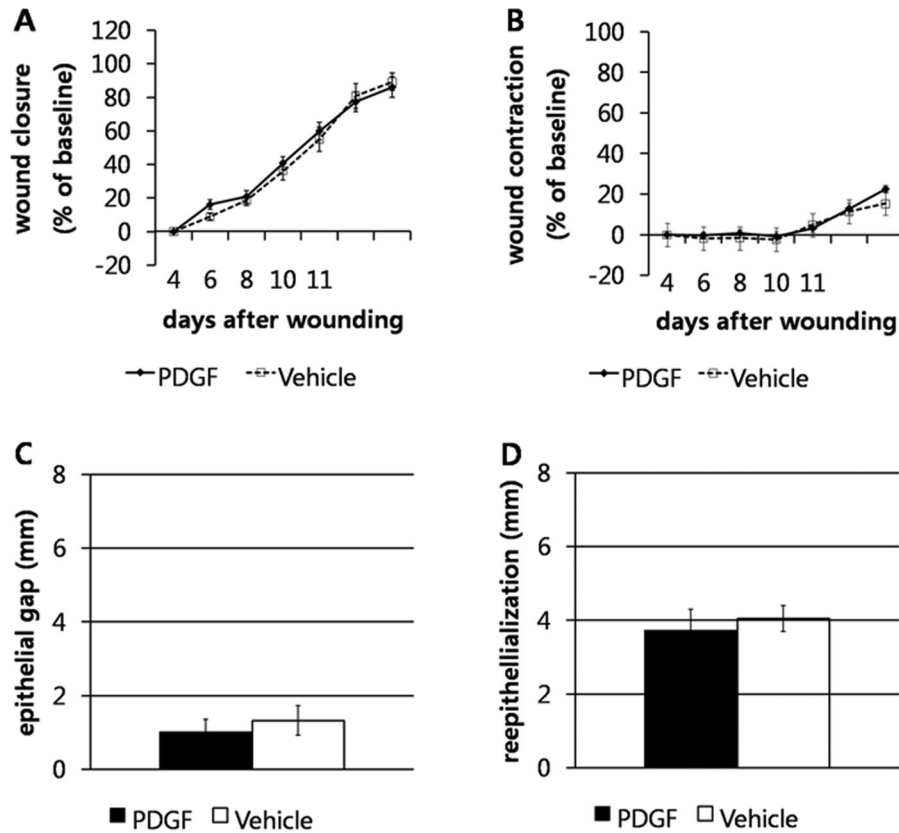 A
wound closure
(% of baseline)
120
100
80
60
40
20
0
-20
4 6 8 10 11
days after wounding
PDGF Vehicle
B
wound contraction
(% of baseline)
100
80
60
40
20
0
-20
4 6 8 10 11
days after wounding
PDGF Vehicle
C
epithelial gap (mm)
8
6
4
2
0
PDGF Vehicle
D
reepithellialization (mm)
8
6
4
2
0
PDGF Vehicle